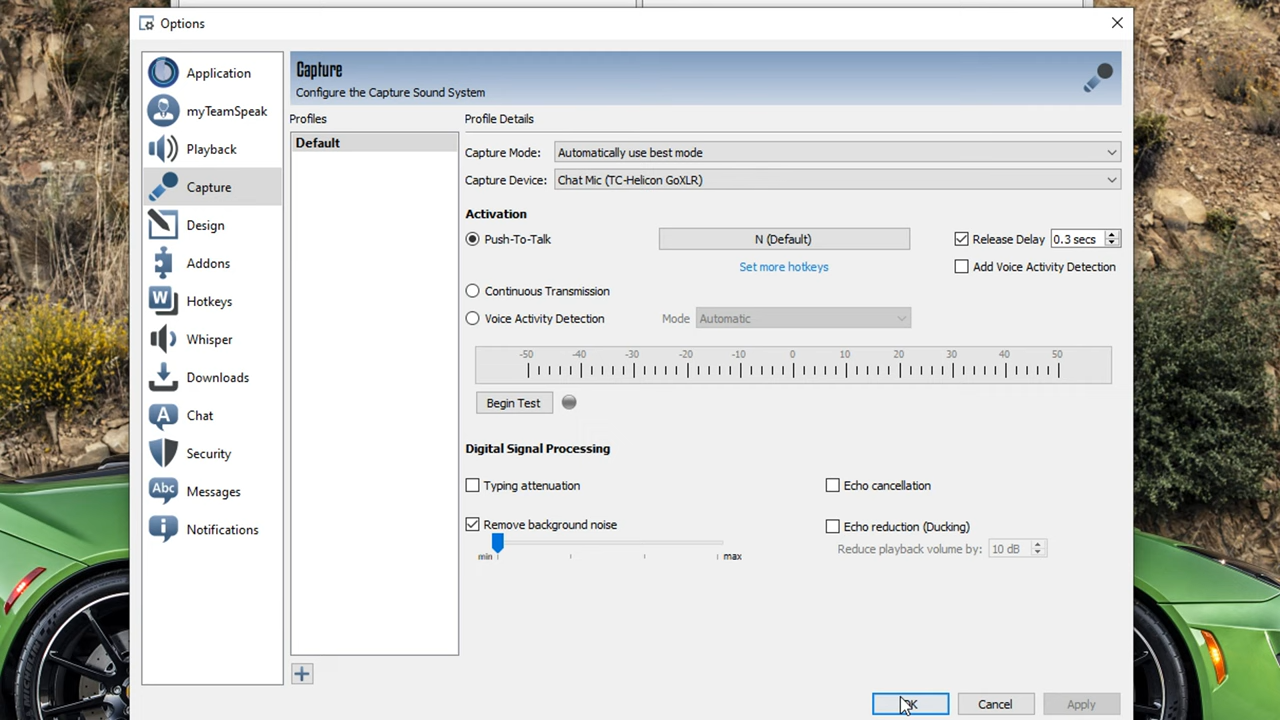 Options
Application
myTeamSpeak
Playback
Capture
Design
Addons
Hotkeys
Whisper
Downloads
Chat
Security
Messages
Notifications
Capture
Configure the Capture Sound System
Profiles
Default
Profile Details
Capture Mode: Automatically use best mode
Capture Device: Chat Mic (TC-Helicon GoXLR)
Activation
Push-To-Talk N (Default) Release Delay 0.3 secs
Set more hotkeys Add Voice Activity Detection
Continuous Transmission
Voice Activity Detection Mode Automatic
-50 -40 -30 -20 -10 0 10 20 30 40 50
Begin Test
Digital Signal Processing
Typing attenuation Echo cancellation
Remove background noise Echo reduction (Ducking)
min max Reduce playback volume by: 10 dB
OK Cancel Apply